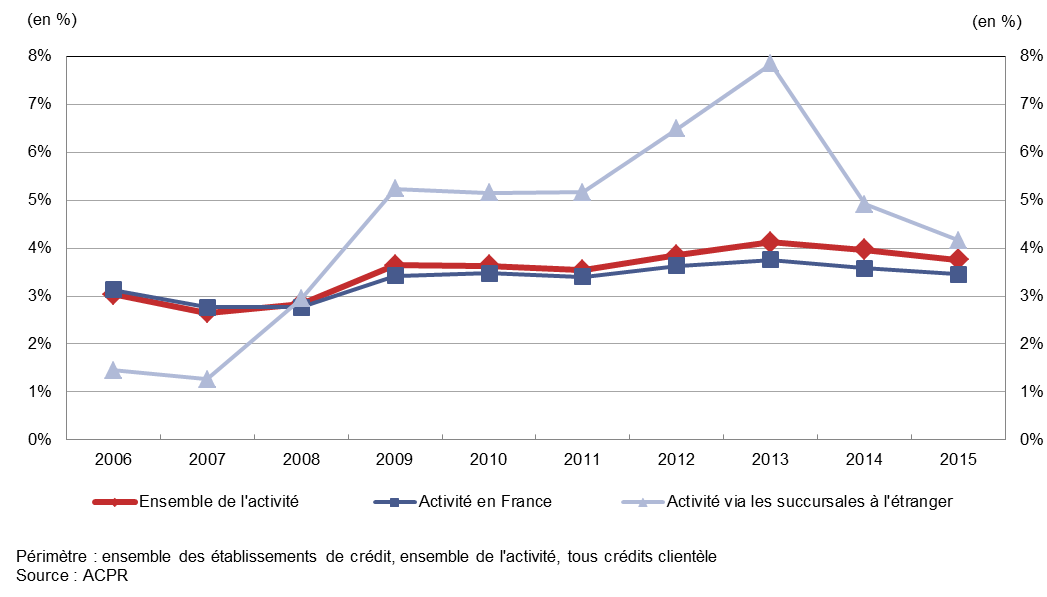 (en %) (en %)
8% 8%
7% 7%
6% 6%
5% 5%
4% 4%
3% 3%
2% 2%
1% 1%
0% 0%
2006 2007 2008 2009 2010 2011 2012 2013 2014 2015
Ensemble de l'activité Activité en France Activité via les succursales à l'étranger
Périmètre : ensemble des établissements de crédit, ensemble de l'activité, tous crédits clientèle
Source : ACPR